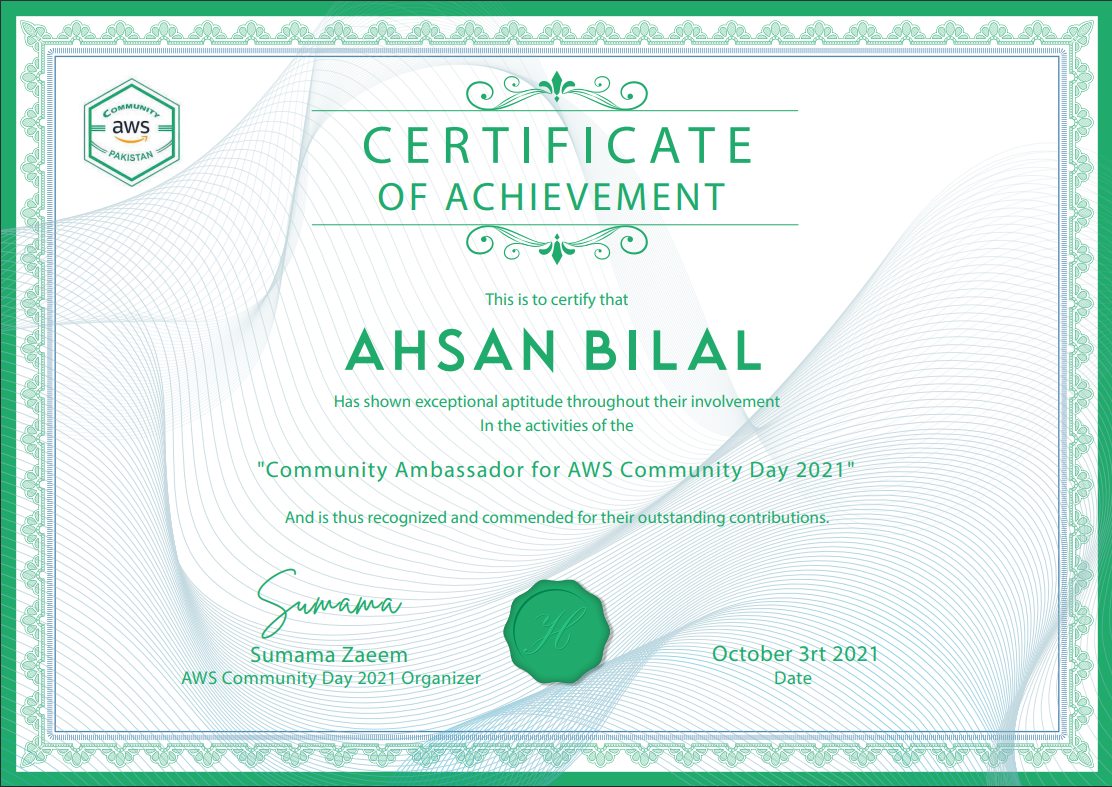 COMMUNITY
aws
PAKISTAN
CERTIFICATE
OF ACHIEVEMENT
This is to certify that
AHSAN BILAL
Has shown exceptional aptitude throughout their involvement
In the activities of the
"Community Ambassador for AWS Community Day 2021"
And is thus recognized and commended for their outstanding contributions.
Sumama
H
Sumama Zaeem
October 3rt 2021
AWS Community Day 2021 Organizer
Date